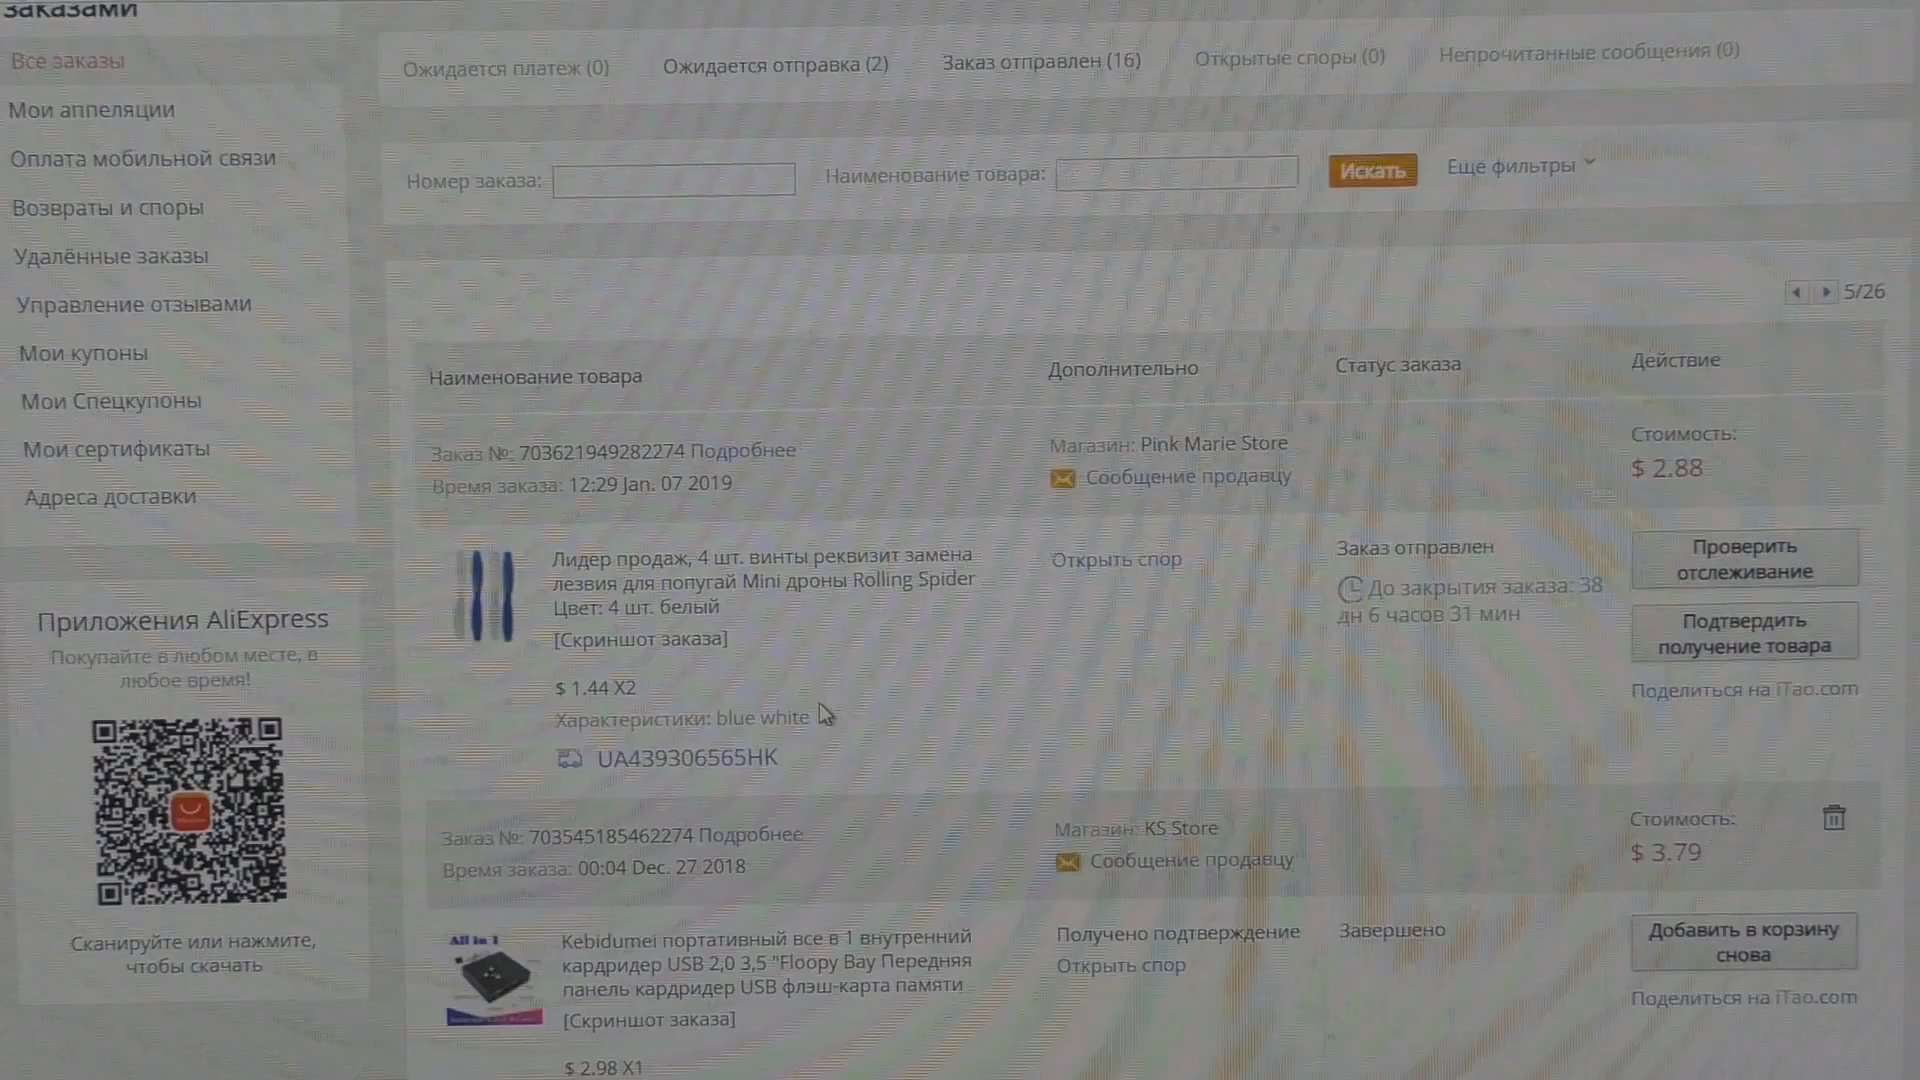 заказами
Все заказы
Мои аппеляции
Оплата мобильной связи
Возвраты и споры
Удалённые заказы
Управление отзывами
Мои купоны
Мои Спецкупоны
Мои сертификаты
Адреса доставки
Приложения AliExpress
Покупайте в любом месте, в
любое время!
Сканируйте или нажмите,
чтобы скачать
Ожидается платеж (0) Ожидается отправка (2) Заказ отправлен (16) Открытые споры (0) Непрочитанные сообщения (0)
Номер заказа: Наименование товара: Искать Еще фильтры
5/26
Наименование товара Дополнительно Статус заказа Действие
Заказ №: 703621949282274 Подробнее
Время заказа: 12:29 Jan. 07 2019
Магазин: Pink Marie Store
Сообщение продавцу
Стоимость:
$ 2.88
Лидер продаж, 4 шт. винты реквизит замена
лезвия для попугай Mini дроны Rolling Spider
Цвет: 4 шт. белый
[Скриншот заказа]
$ 1.44 X2
Характеристики: blue white
UA439306565HK
Открыть спор
Заказ отправлен
До закрытия заказа: 38
дн 6 часов 31 мин
Проверить
отслеживание
Подтвердить
получение товара
Поделиться на iTao.com
Заказ №: 703545185462274 Подробнее
Время заказа: 00:04 Dec. 27 2018
Магазин: KS Store
Сообщение продавцу
Стоимость:
$ 3.79
All in 1
Kebidumei портативный все в 1 внутренний
кардридер USB 2,0 3,5 "Floopy Bay Передняя
панель кардридер USB флэш-карта памяти
[Скриншот заказа]
$ 2.98 X1
Получено подтверждение
Открыть спор
Завершено
Добавить в корзину
снова
Поделиться на iTao.com